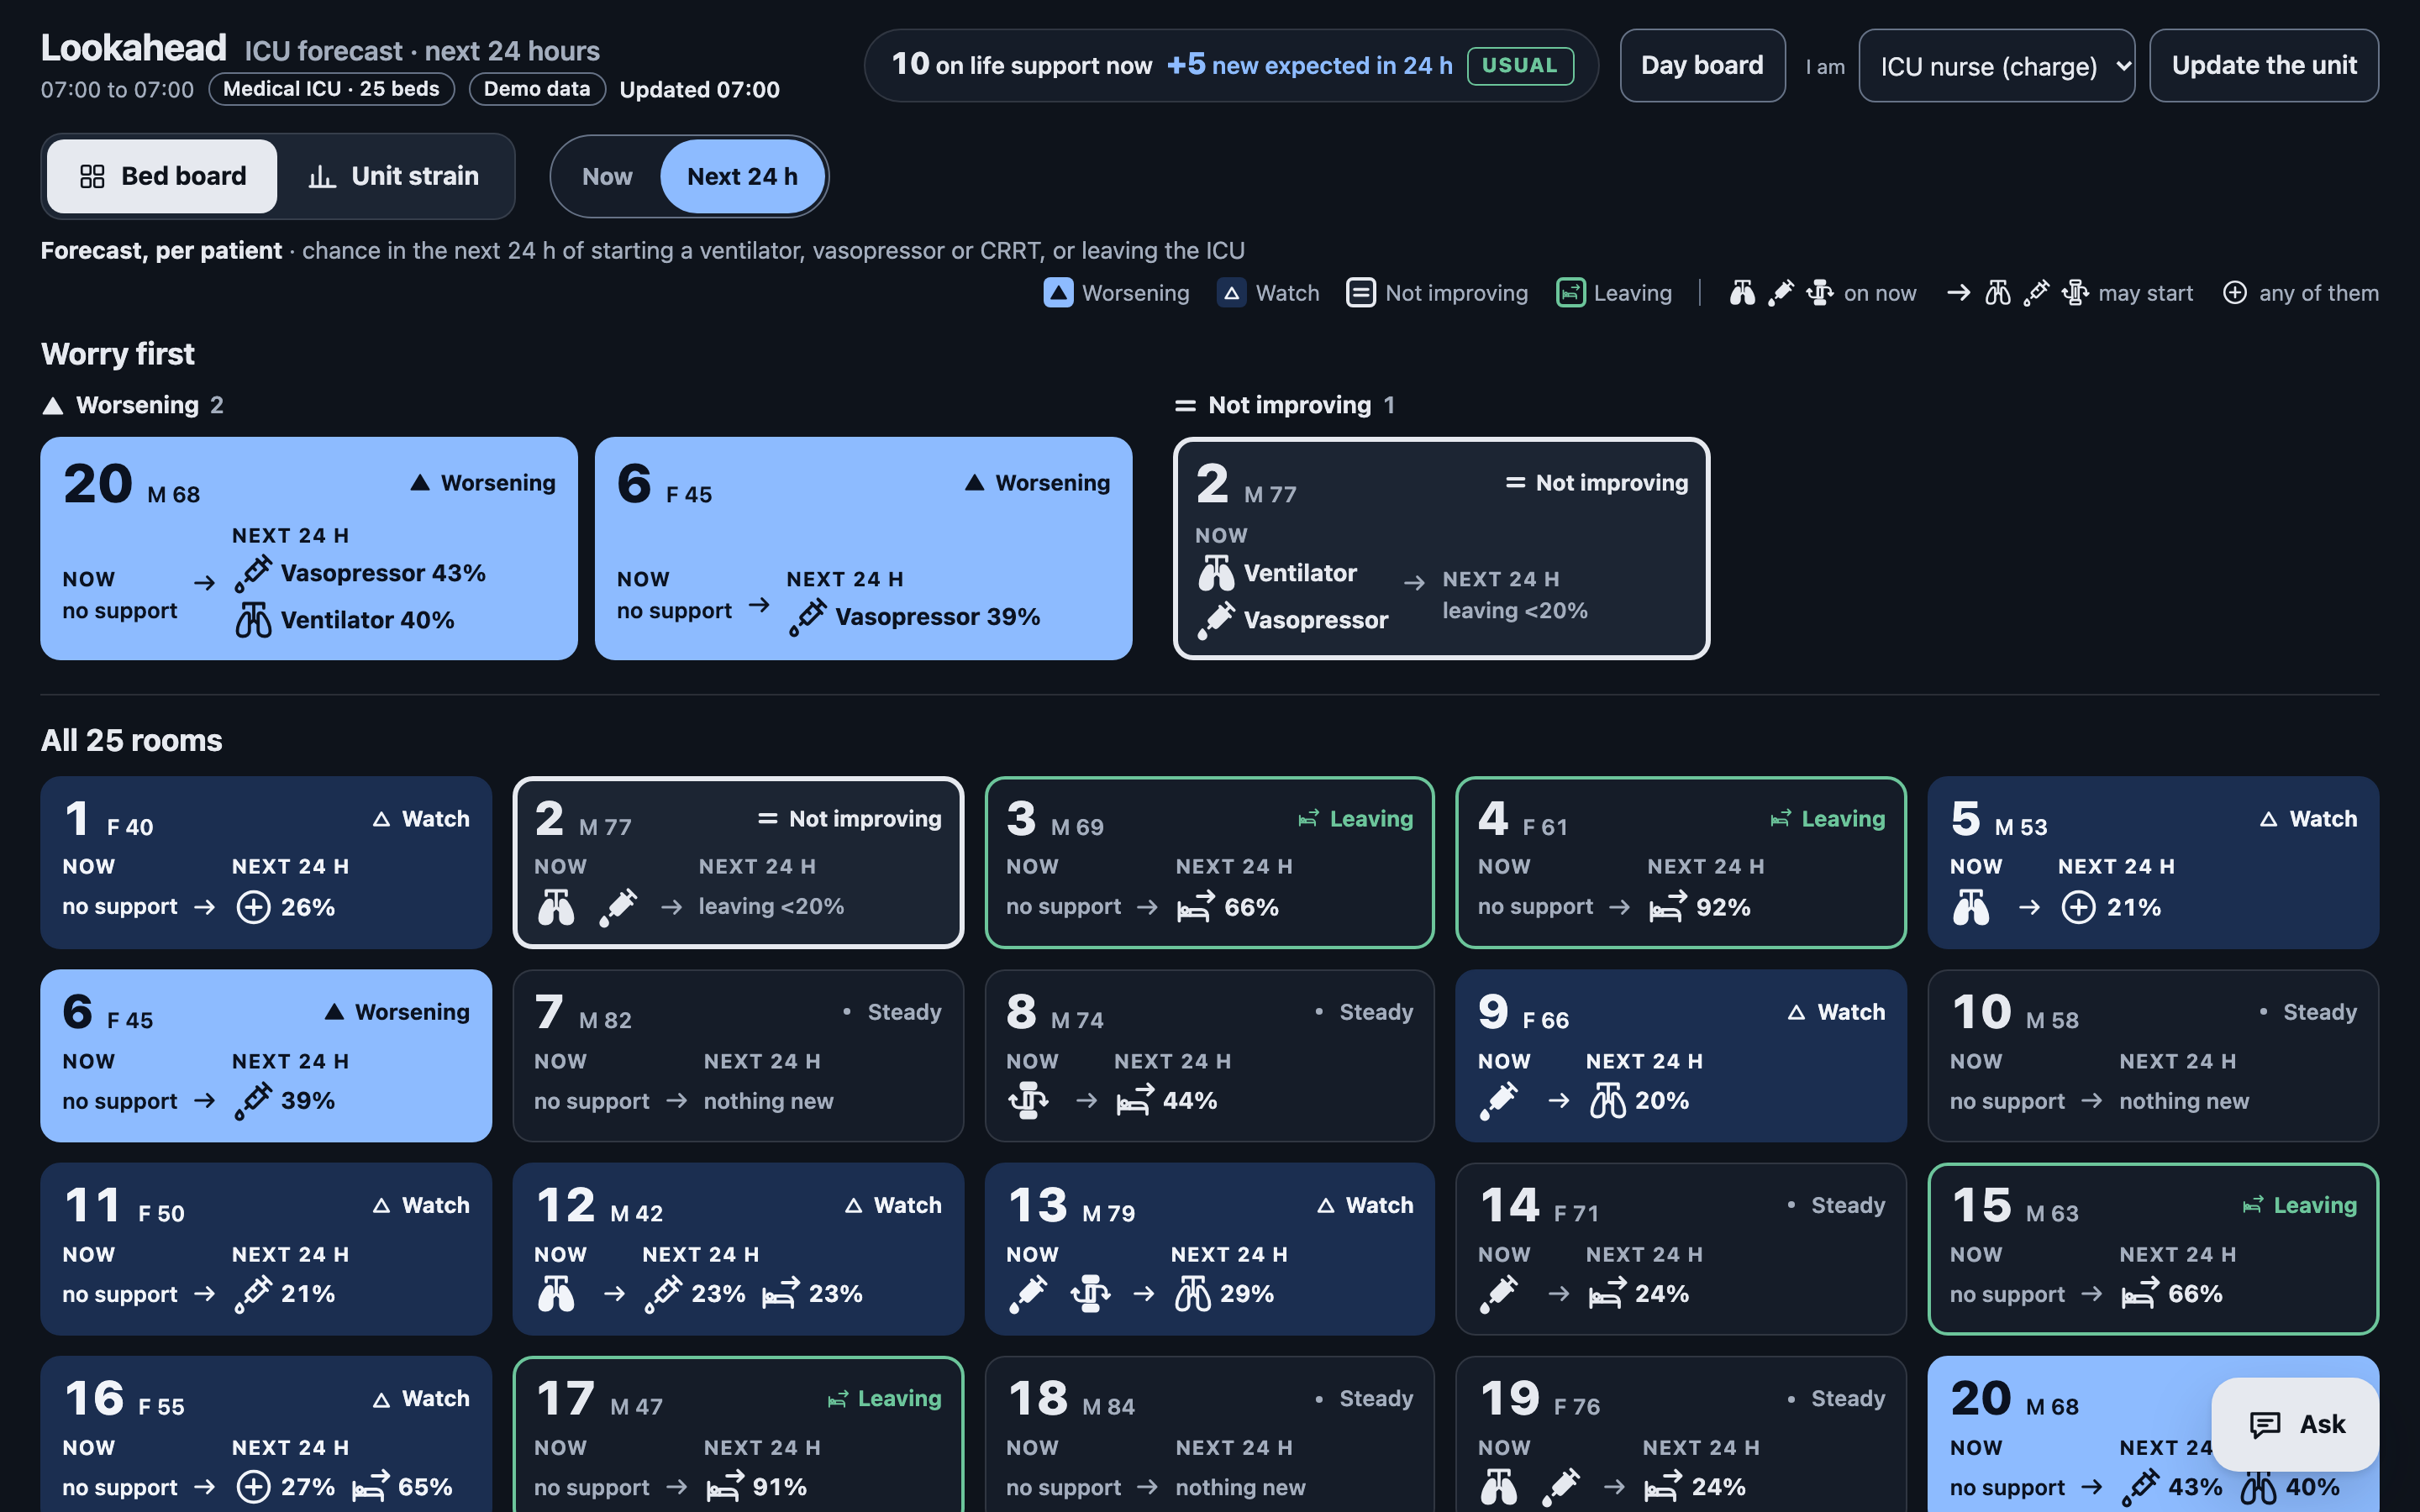 Lookahead ICU forecast · next 24 hours
07:00 to 07:00 Medical ICU · 25 beds Demo data Updated 07:00
10 on life support now +5 new expected in 24 h USUAL
Day board
I am ICU nurse (charge)
Update the unit
Bed board
Unit strain
Now
Next 24 h
Forecast, per patient · chance in the next 24 h of starting a ventilator, vasopressor or CRRT, or leaving the ICU
Worsening Watch Not improving Leaving on now may start any of them
Worry first
Worsening 2
20 M 68 Worsening
NOW
no support
→
NEXT 24 H
Vasopressor 43%
Ventilator 40%
6 F 45 Worsening
NOW
no support
→
NEXT 24 H
Vasopressor 39%
= Not improving 1
2 M 77 = Not improving
NOW
Ventilator
Vasopressor
→
NEXT 24 H
leaving <20%
All 25 rooms
1 F 40 Watch
NOW NEXT 24 H
no support → 26%
2 M 77 = Not improving
NOW NEXT 24 H
→ leaving <20%
3 M 69 Leaving
NOW NEXT 24 H
no support → 66%
4 F 61 Leaving
NOW NEXT 24 H
no support → 92%
5 M 53 Watch
NOW NEXT 24 H
→ 21%
6 F 45 Worsening
NOW NEXT 24 H
no support → 39%
7 M 82 • Steady
NOW NEXT 24 H
no support → nothing new
8 M 74 • Steady
NOW NEXT 24 H
→ 44%
9 F 66 Watch
NOW NEXT 24 H
→ 20%
10 M 58 • Steady
NOW NEXT 24 H
no support → nothing new
11 F 50 Watch
NOW NEXT 24 H
no support → 21%
12 M 42 Watch
NOW NEXT 24 H
→ 23% 23%
13 M 79 Watch
NOW NEXT 24 H
→ 29%
14 F 71 • Steady
NOW NEXT 24 H
→ 24%
15 M 63 Leaving
NOW NEXT 24 H
no support → 66%
16 F 55 Watch
NOW NEXT 24 H
no support → 27% 65%
17 M 47 Leaving
NOW NEXT 24 H
no support → 91%
18 M 84 • Steady
NOW NEXT 24 H
no support → nothing new
19 F 76 • Steady
NOW NEXT 24 H
→ 24%
20 M 68
NOW NEXT 24
no support → 43% 40%
Ask